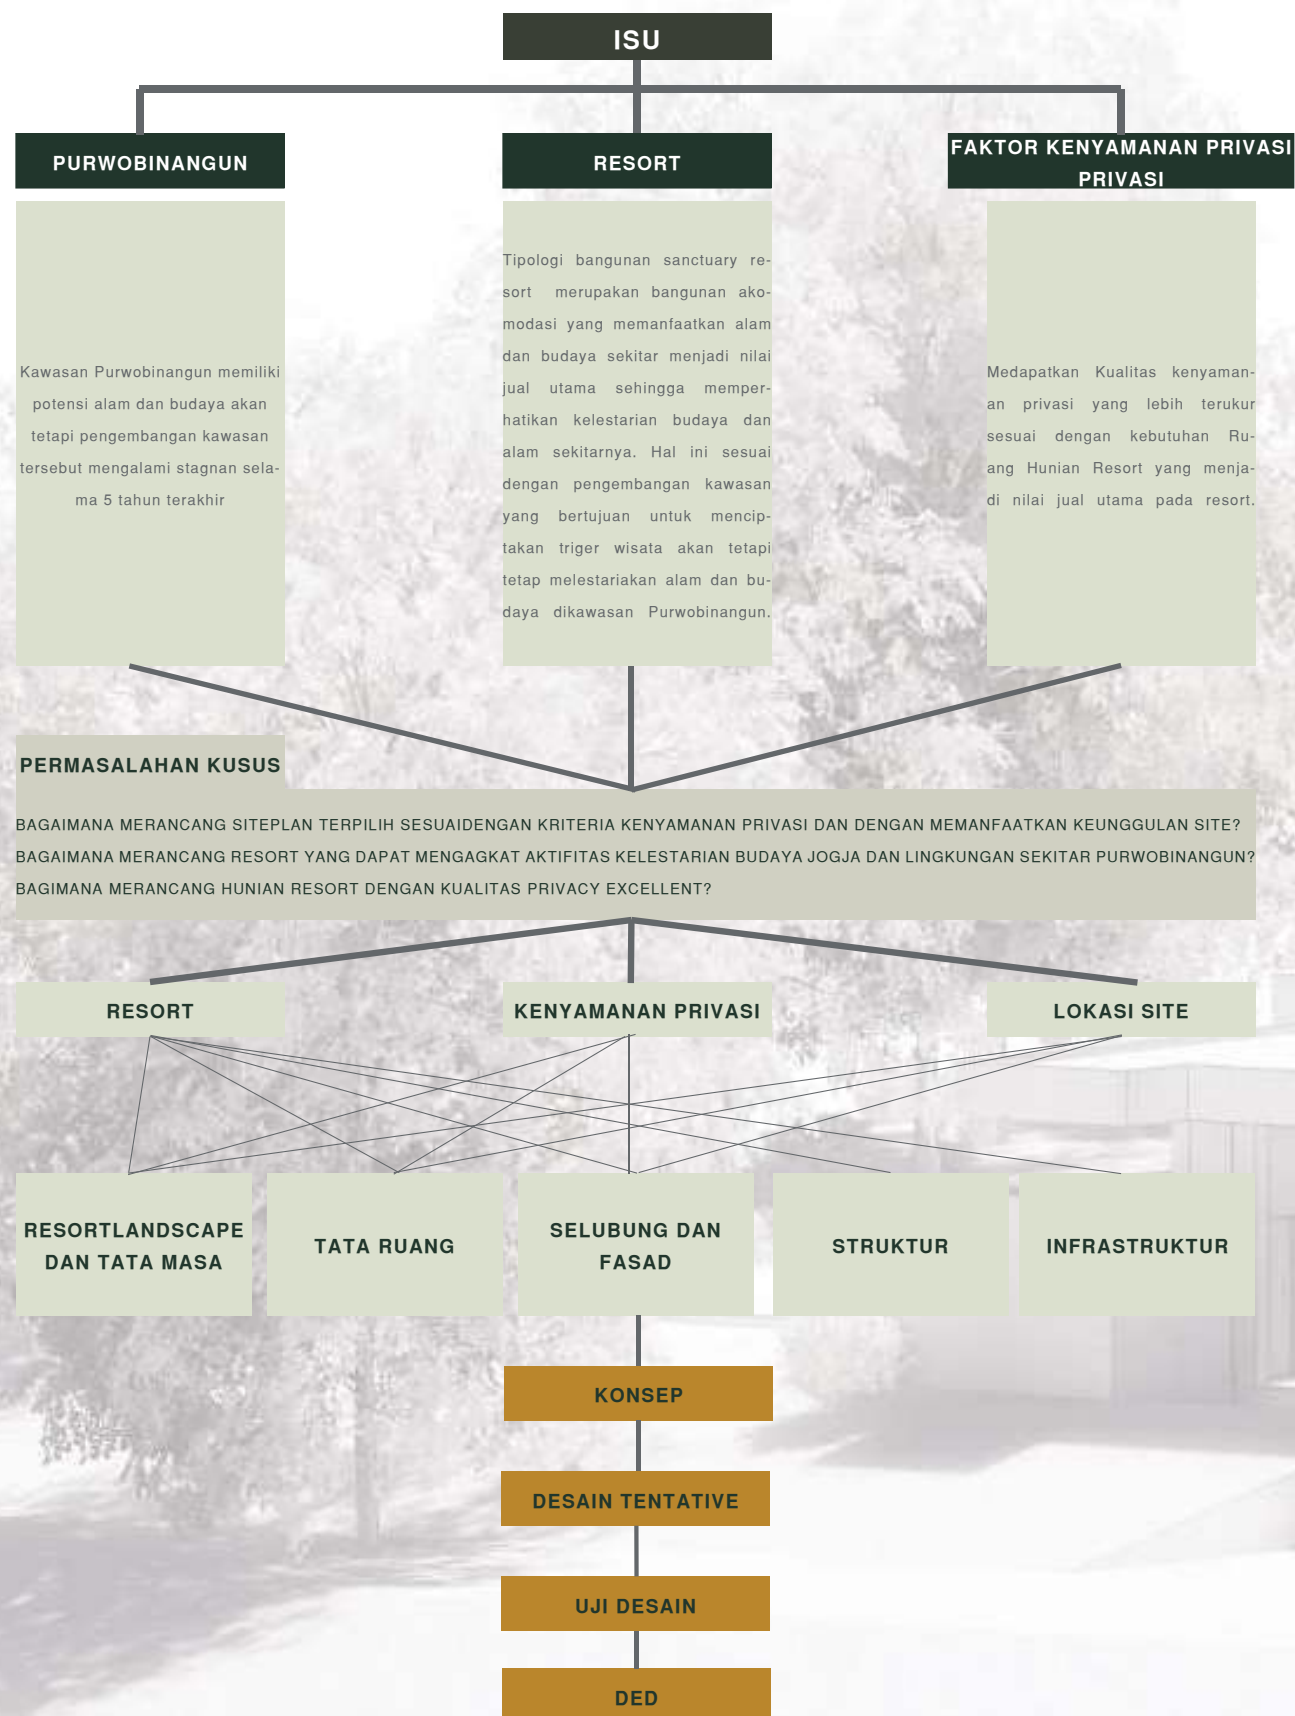 ISU
PURWOBINANGUN
RESORT
FAKTOR KENYAMANAN PRIVASI
PRIVASI
Kawasan Purwobinangun memiliki
potensi alam dan budaya akan
tetapi pengembangan kawasan
tersebut mengalami stagnan sela-
ma 5 tahun terakhir
Tipologi bangunan sanctuary re-
sort merupakan bangunan ako-
modasi yang memanfaatkan alam
dan budaya sekitar menjadi nilai
jual utama sehingga memper-
hatikan kelestarian budaya dan
alam sekitarnya. Hal ini sesuai
dengan pengembangan kawasan
yang bertujuan untuk mencip-
takan triger wisata akan tetapi
tetap melestariakan alam dan bu-
daya dikawasan Purwobinangun.
Medapatkan Kualitas kenyaman-
an privasi yang lebih terukur
sesuai dengan kebutuhan Ru-
ang Hunian Resort yang menja-
di nilai jual utama pada resort.
PERMASALAHAN KUSUS
BAGAIMANA MERANCANG SITEPLAN TERPILIH SESUAIDENGAN KRITERIA KENYAMANAN PRIVASI DAN DENGAN MEMANFAATKAN KEUNGGULAN SITE?
BAGAIMANA MERANCANG RESORT YANG DAPAT MENGAGKAT AKTIFITAS KELESTARIAN BUDAYA JOGJA DAN LINGKUNGAN SEKITAR PURWOBINANGUN?
BAGIMANA MERANCANG HUNIAN RESORT DENGAN KUALITAS PRIVACY EXCELLENT?
RESORT
KENYAMANAN PRIVASI
LOKASI SITE
RESORTLANDSCAPE
DAN TATA MASA
TATA RUANG
SELUBUNG DAN
FASAD
STRUKTUR
INFRASTRUKTUR
KONSEP
DESAIN TENTATIVE
UJI DESAIN
DED